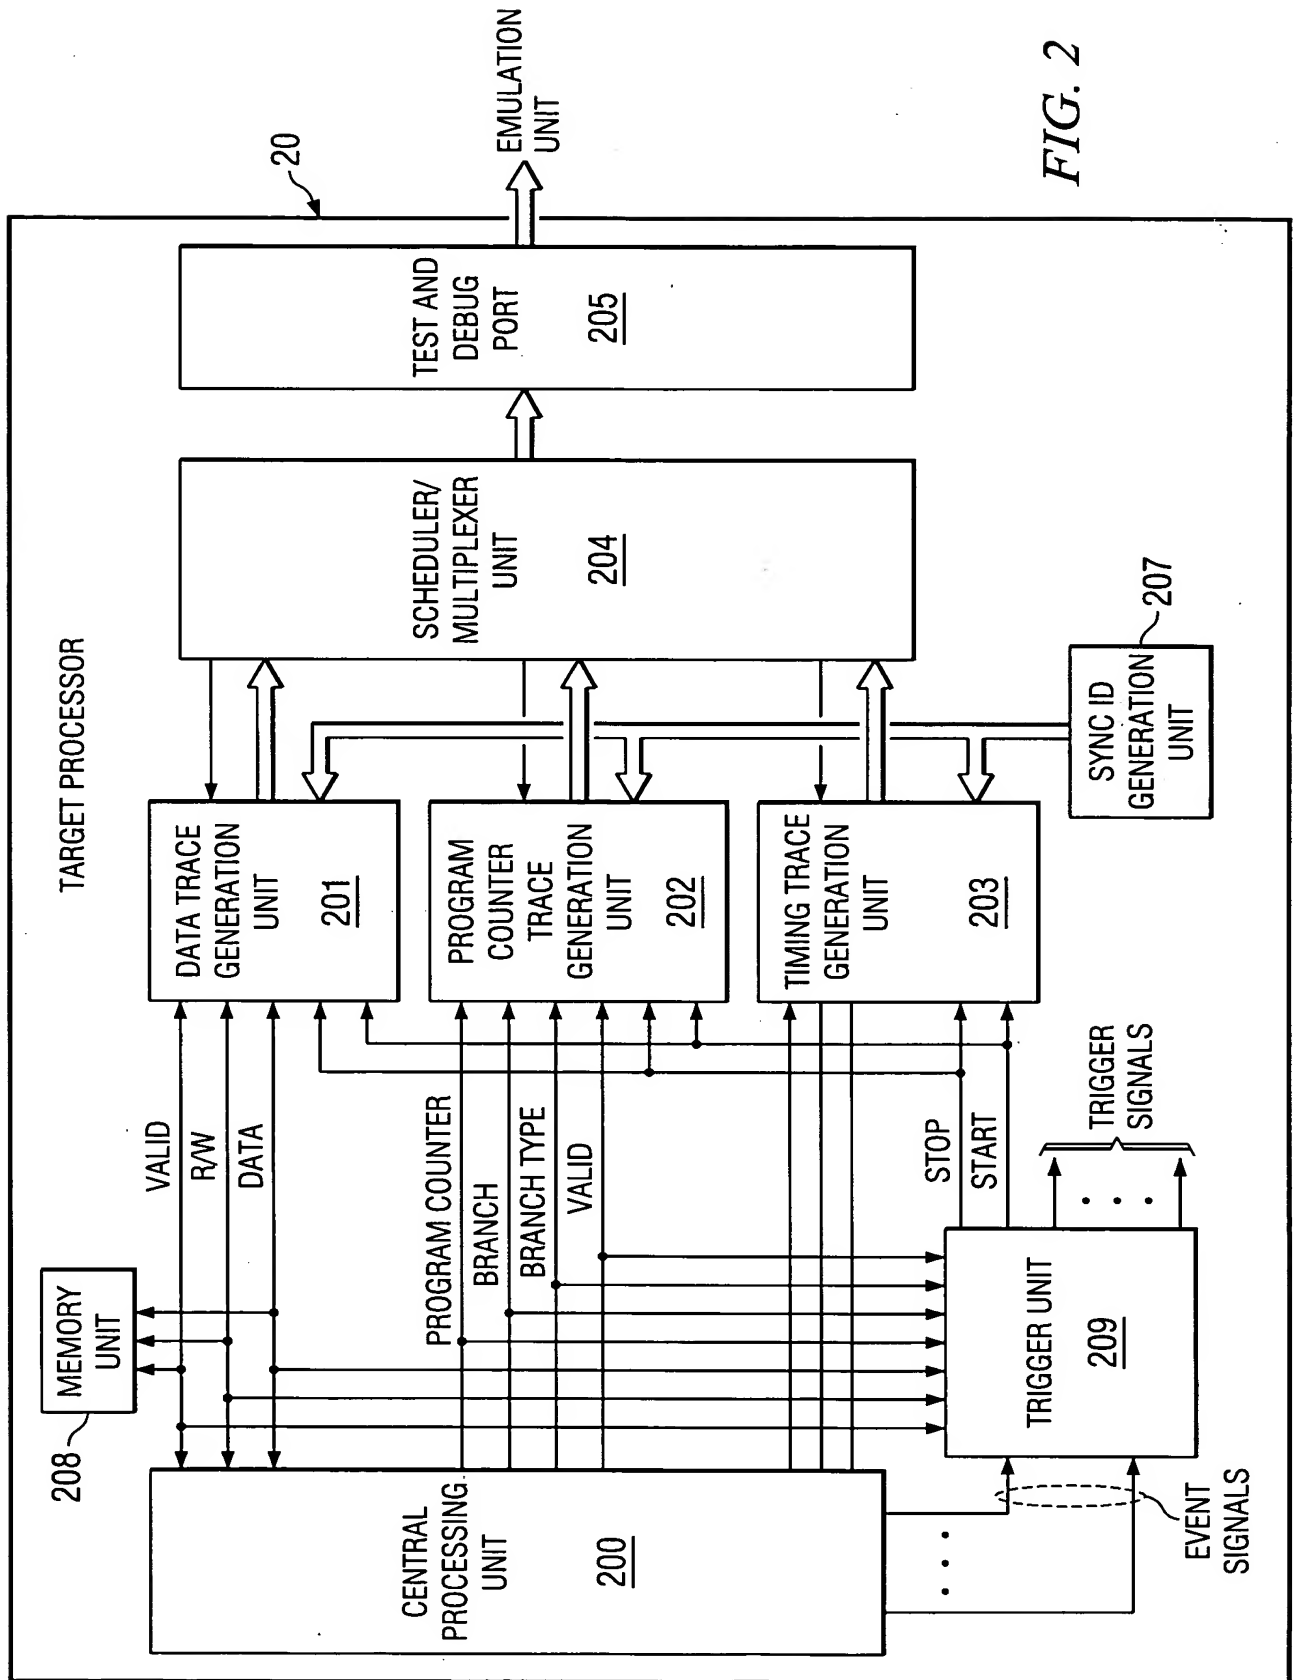 TARGET PROCESSOR
20
208
MEMORY
UNIT
VALID
R/W
DATA
DATA TRACE
GENERATION
UNIT
201
CENTRAL
PROCESSING
UNIT
200
PROGRAM COUNTER
BRANCH
BRANCH TYPE
VALID
PROGRAM
COUNTER
TRACE
GENERATION
UNIT
202
SCHEDULER/
MULTIPLEXER
UNIT
204
TEST AND
DEBUG
PORT
205
EMULATION
UNIT
TIMING TRACE
GENERATION
UNIT
203
STOP
START
TRIGGER UNIT
209
TRIGGER
SIGNALS
EVENT
SIGNALS
SYNC ID
GENERATION
UNIT
207
FIG. 2